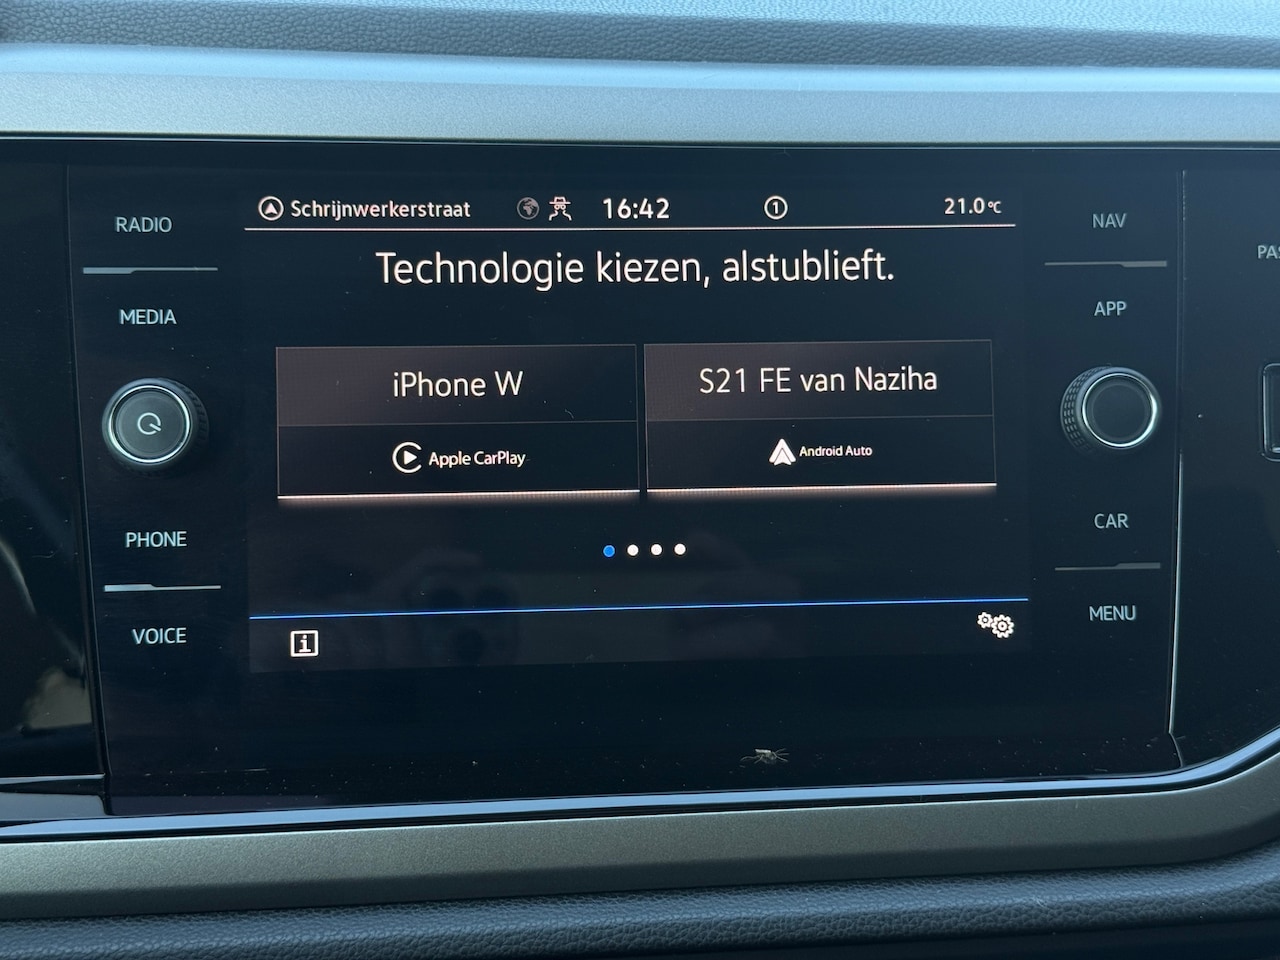 RADIO
MEDIA
PHONE
VOICE
Schrijnwerkerstraat 16:42 1 21.0°C
Technologie kiezen, alstublieft.
iPhone W
Apple CarPlay
S21 FE van Naziha
Android Auto
i
NAV
APP
CAR
MENU